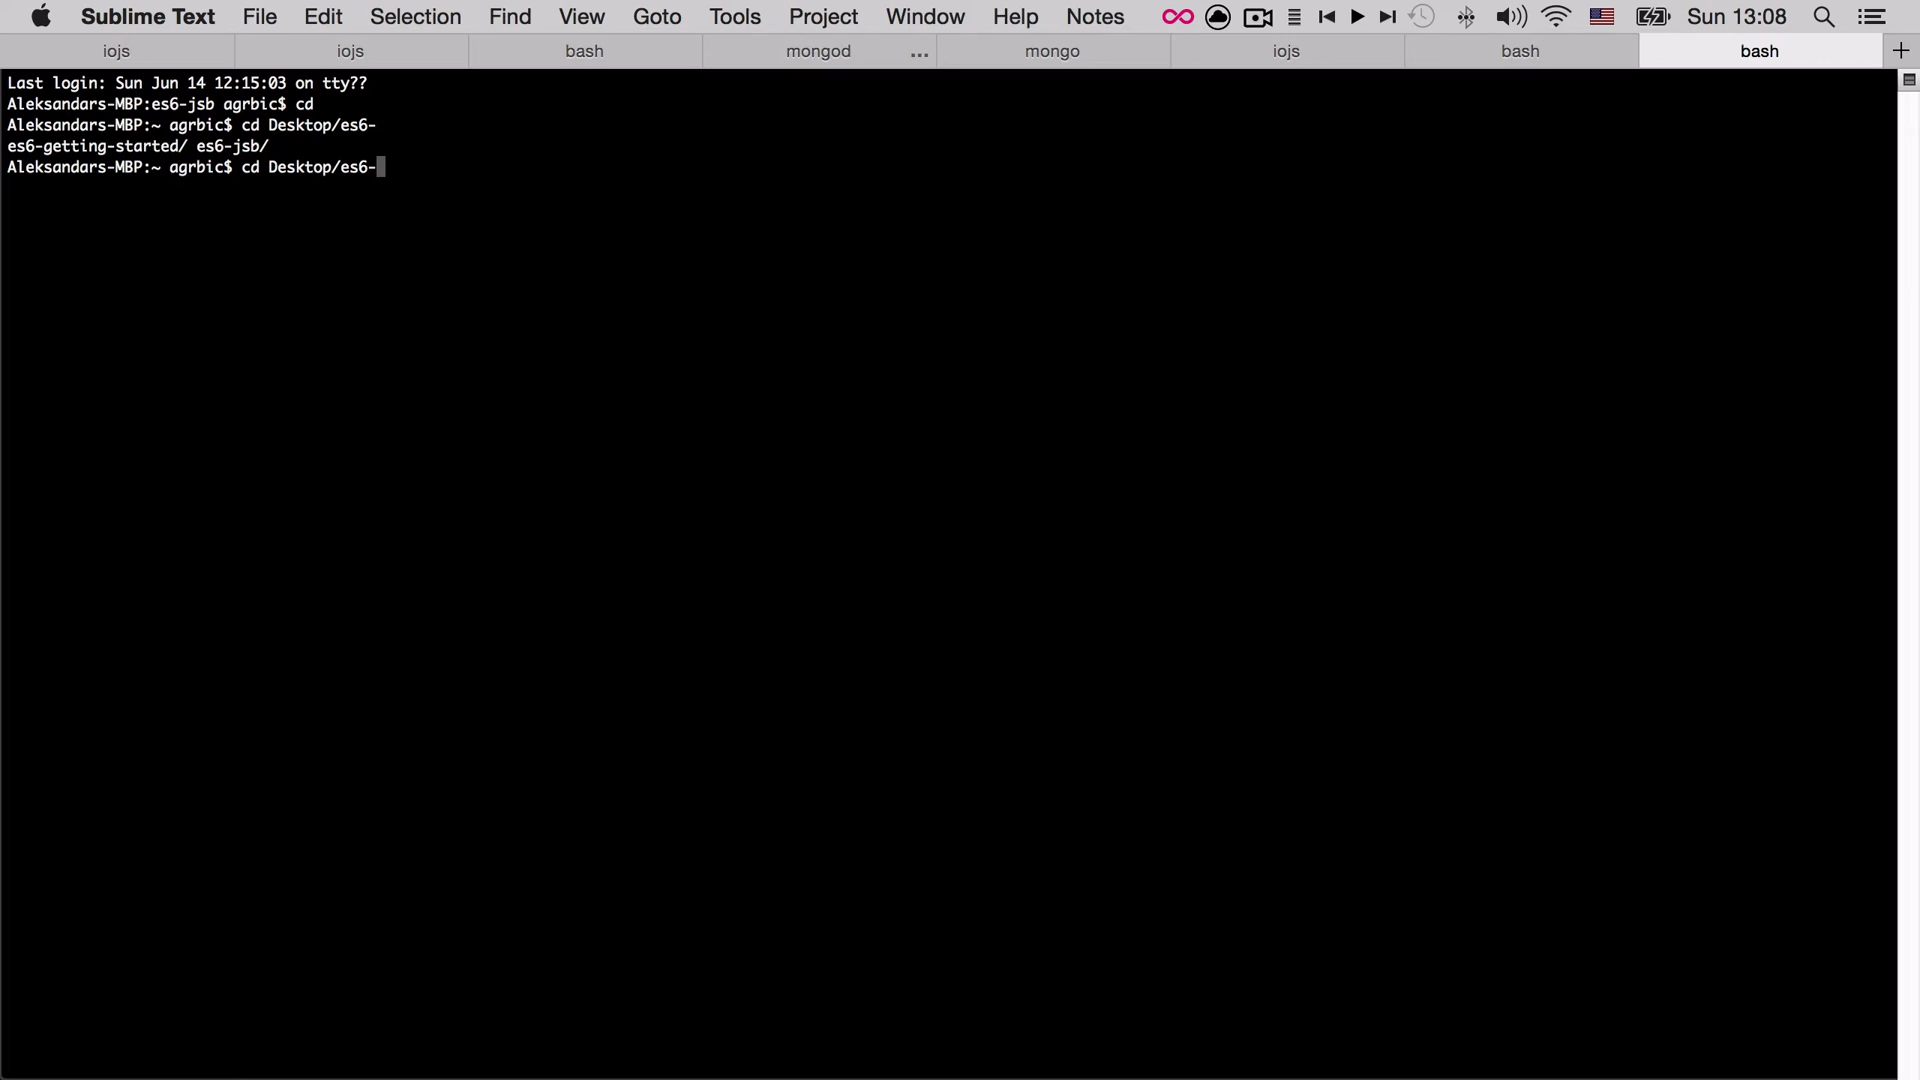 Sublime Text File Edit Selection Find View Goto Tools Project Window Help Notes Sun 13:08
iojs iojs bash mongod ... mongo iojs bash bash +
Last login: Sun Jun 14 12:15:03 on tty??
Aleksandars-MBP:es6-jsb agrbic$ cd
Aleksandars-MBP:~ agrbic$ cd Desktop/es6-
es6-getting-started/ es6-jsb/
Aleksandars-MBP:~ agrbic$ cd Desktop/es6-